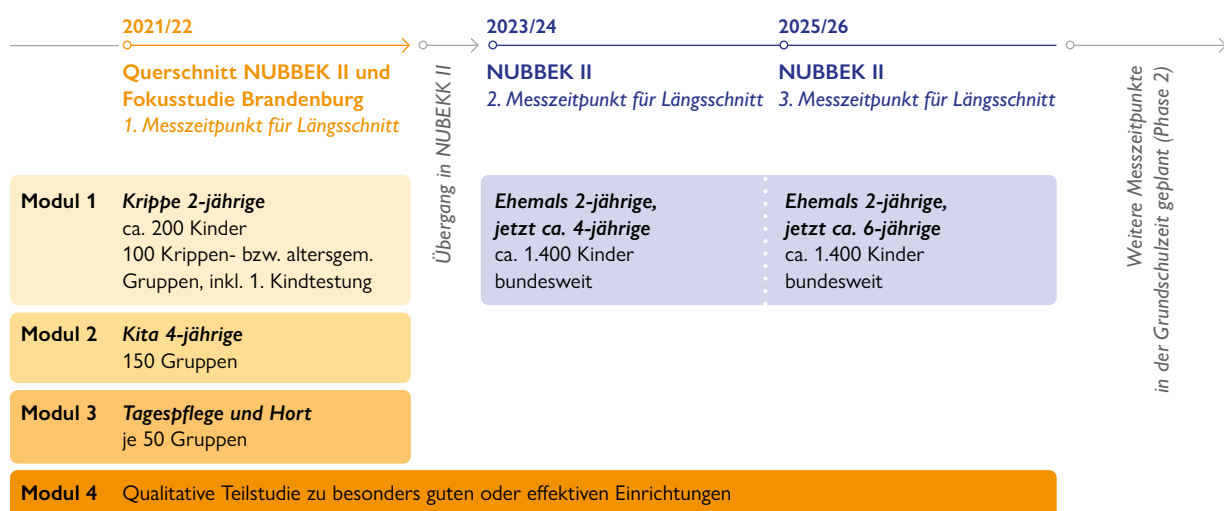 2021/22
Querschnitt NUBBEK II und
Fokusstudie Brandenburg
1. Messzeitpunkt für Längsschnitt
Übergang in NUBEKK II
2023/24
NUBBEK II
2. Messzeitpunkt für Längsschnitt
2025/26
NUBBEK II
3. Messzeitpunkt für Längsschnitt
Weitere Messzeitpunkte
in der Grundschulzeit geplant (Phase 2)
Modul 1
Krippe 2-jährige
ca. 200 Kinder
100 Krippen- bzw. altersgem.
Gruppen, inkl. 1. Kindtestung
Ehemals 2-jährige,
jetzt ca. 4-jährige
ca. 1.400 Kinder
bundesweit
Ehemals 2-jährige,
jetzt ca. 6-jährige
ca. 1.400 Kinder
bundesweit
Modul 2
Kita 4-jährige
150 Gruppen
Modul 3
Tagespflege und Hort
je 50 Gruppen
Modul 4
Qualitative Teilstudie zu besonders guten oder effektiven Einrichtungen